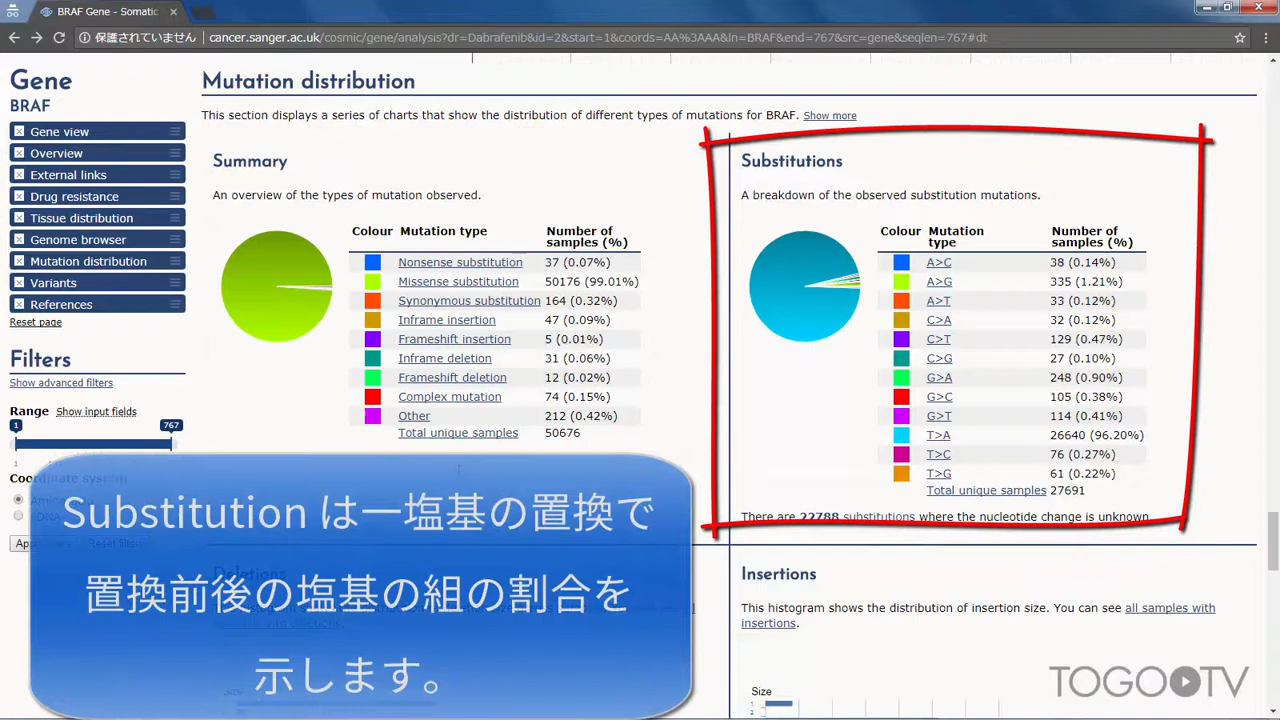 BRAF Gene - Somatic
保護されていません cancer.sanger.ac.uk/cosmic/gene/analysis?dr=Dabrafenib&id=2&start=1&coords=AA%3AAA&ln=BRAF&end=767&src=gene&seqlen=767#dt
Gene
BRAF
Gene view
Overview
External links
Drug resistance
Tissue distribution
Genome browser
Mutation distribution
Variants
References
Reset page
Filters
Show advanced filters
Range Show input fields
1 767
Mutation distribution
This section displays a series of charts that show the distribution of different types of mutations for BRAF. Show more
Summary
An overview of the types of mutation observed.
Colour Mutation type Number of samples (%)
Nonsense substitution 37 (0.07%)
Missense substitution 50176 (99.01%)
Synonymous substitution 164 (0.32%)
Inframe insertion 47 (0.09%)
Frameshift insertion 5 (0.01%)
Inframe deletion 31 (0.06%)
Frameshift deletion 12 (0.02%)
Complex mutation 74 (0.15%)
Other 212 (0.42%)
Total unique samples 50676
Substitutions
A breakdown of the observed substitution mutations.
Colour Mutation type Number of samples (%)
A>C 38 (0.14%)
A>G 335 (1.21%)
A>T 33 (0.12%)
C>A 32 (0.12%)
C>T 129 (0.47%)
C>G 27 (0.10%)
G>A 248 (0.90%)
G>C 105 (0.38%)
G>T 114 (0.41%)
T>A 26640 (96.20%)
T>C 76 (0.27%)
T>G 61 (0.22%)
Total unique samples 27691
There are 22788 substitutions where the nucleotide change is unknown
Substitution は一塩基の置換で
置換前後の塩基の組の割合を
示します。
Deletions
Insertions
This histogram shows the distribution of insertion size. You can see all samples with
insertions.
Size
1
2
TOGOTV